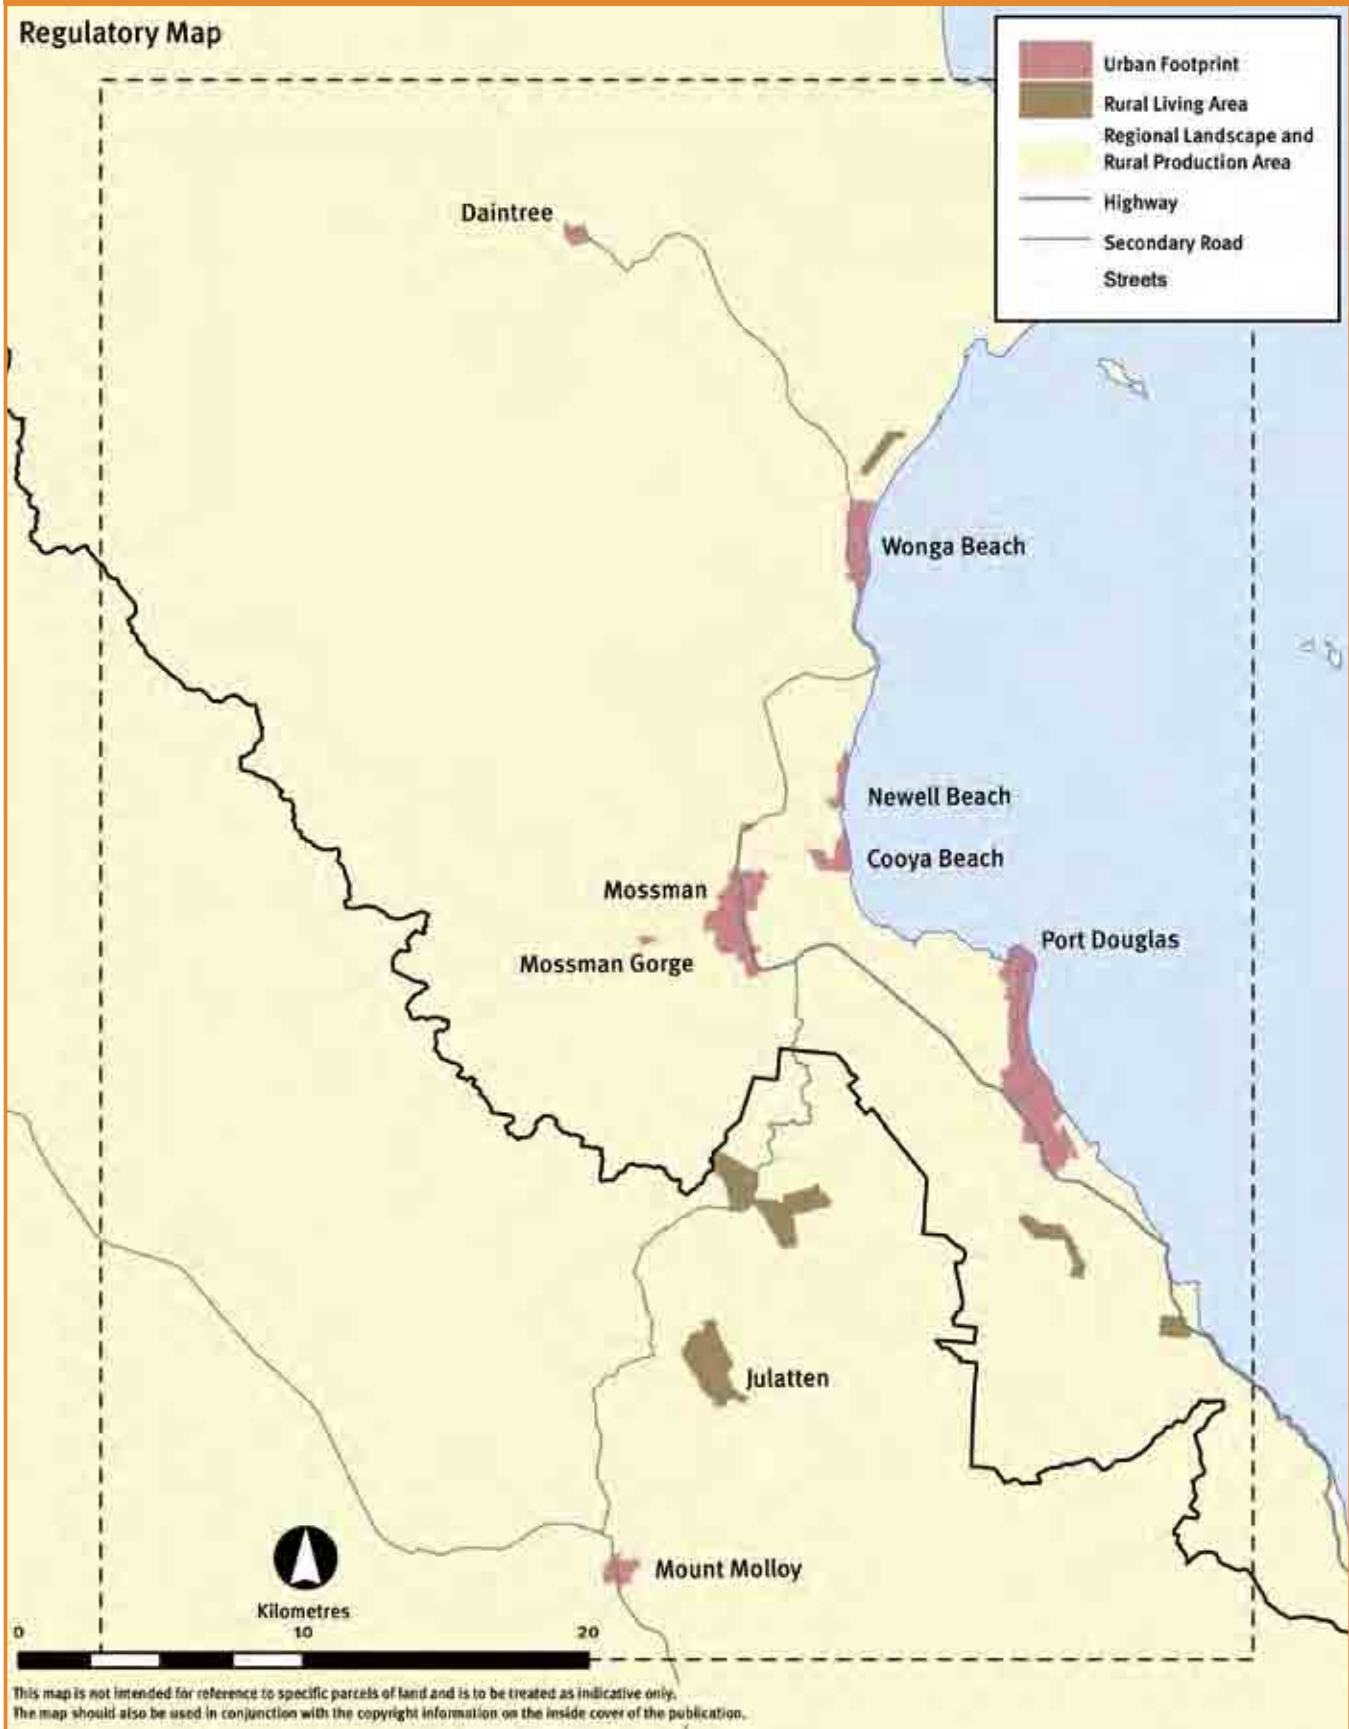 Regulatory Map
Urban Footprint
Rural Living Area
Regional Landscape and
Rural Production Area
Highway
Secondary Road
Streets
Daintree
Wonga Beach
Newell Beach
Cooya Beach
Mossman
Mossman Gorge
Port Douglas
Julatten
Mount Molloy
Kilometres
0 10 20
This map is not intended for reference to specific parcels of land and is to be treated as indicative only.
The map should also be used in conjunction with the copyright information on the inside cover of the publication.